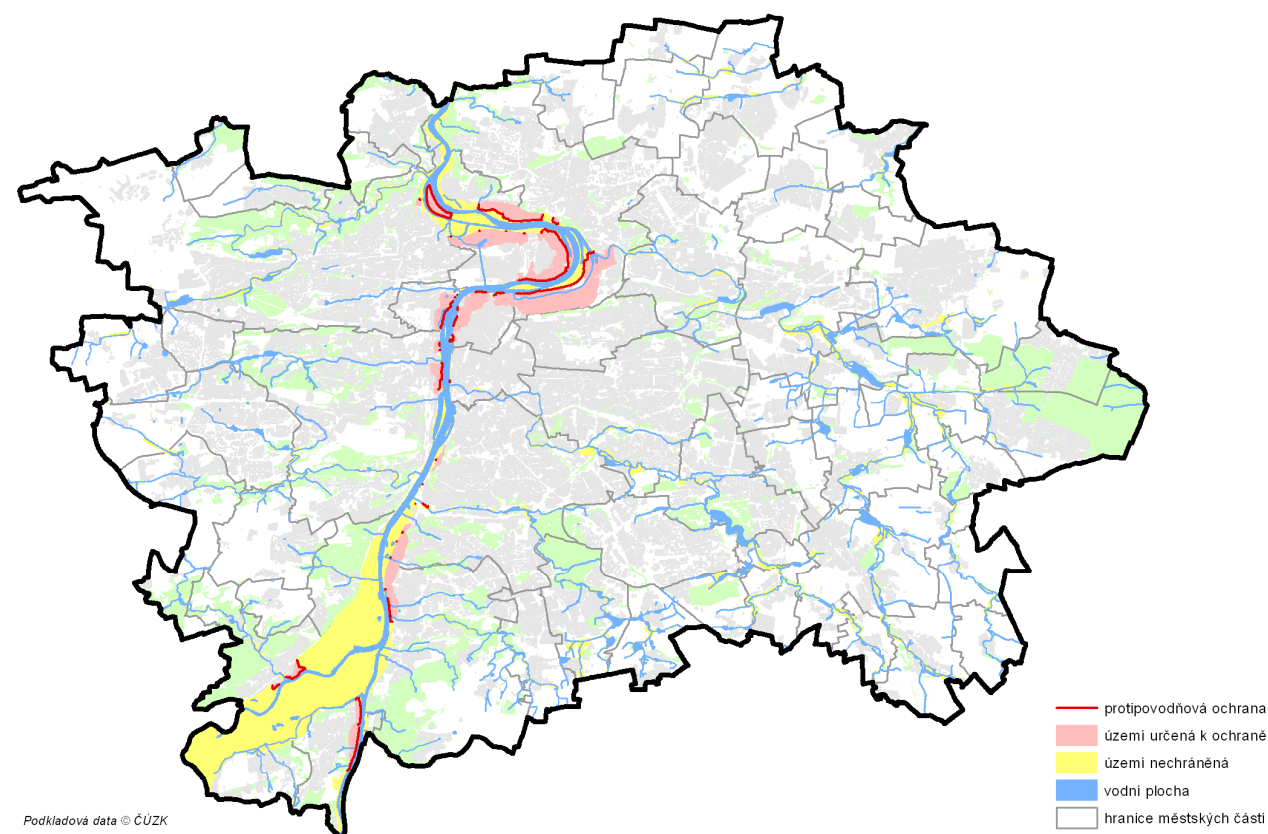 protipovodňová ochrana
území určená k ochraně
území nechráněná
vodní plocha
hranice městských částí
Podkladová data © ČÚZK